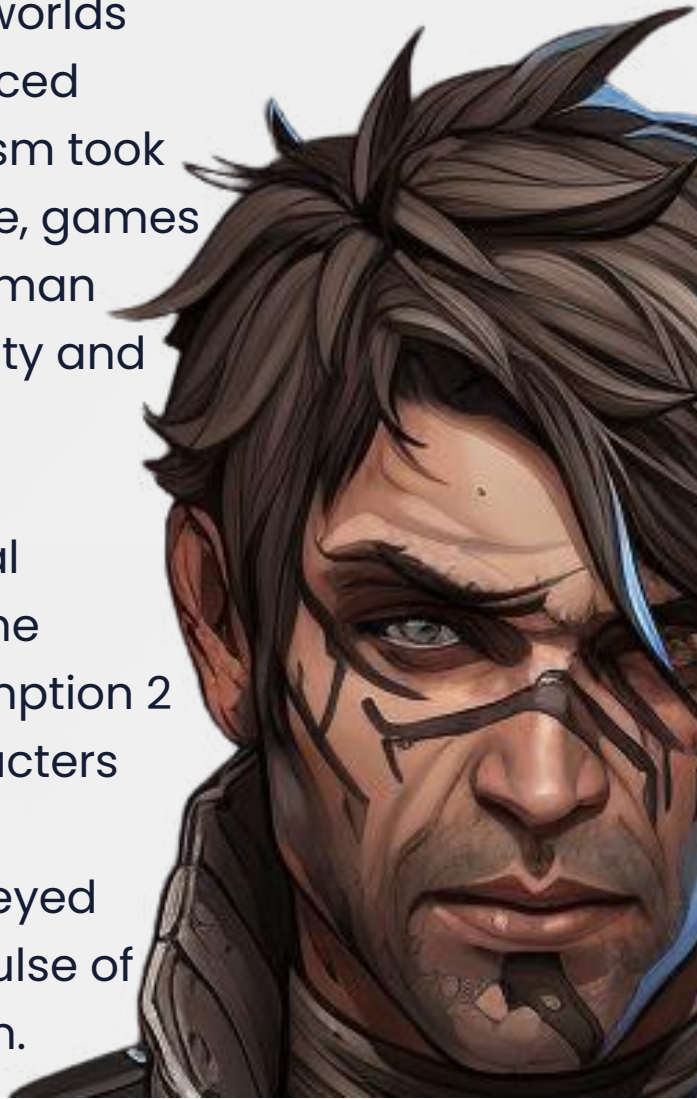 worlds
ced
sm took
e, games
man
ty and
al
he
mption 2
acters
eyed
ulse of
n.